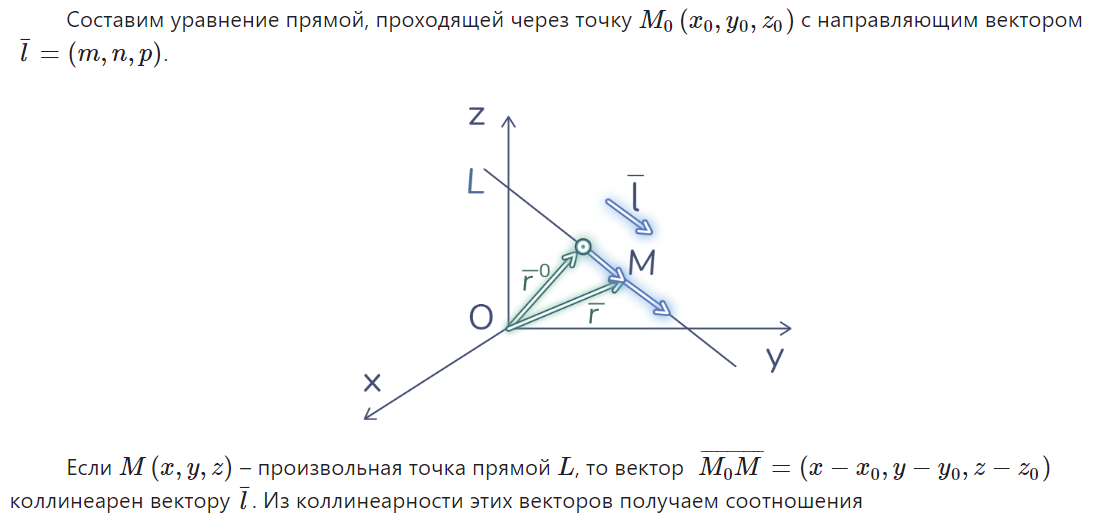 Составим уравнение прямой, проходящей через точку M₀ (x₀, y₀, z₀) с направляющим вектором
l̅ = (m, n, p).
z
L
l̅
M
r̅⁰
r̅
O
y
x
Если M (x, y, z) – произвольная точка прямой L, то вектор M̅₀M̅ = (x − x₀, y − y₀, z − z₀)
коллинеарен вектору l̅. Из коллинеарности этих векторов получаем соотношения